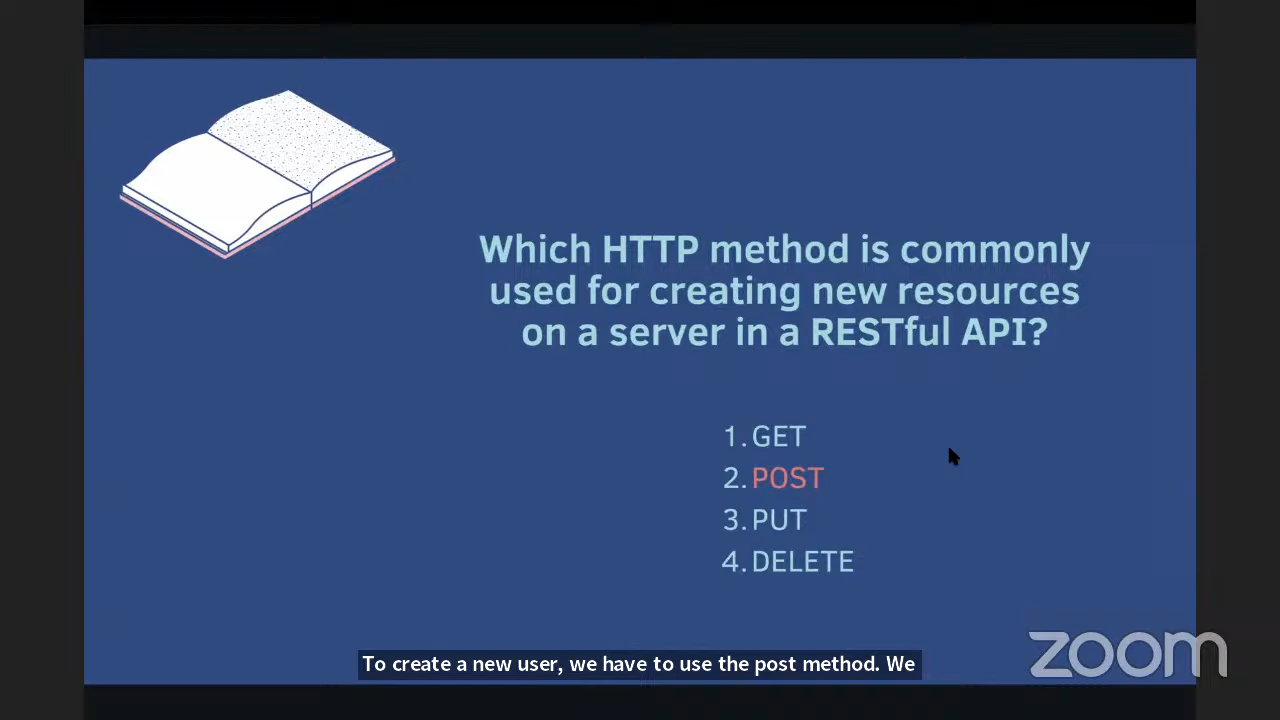 Which HTTP method is commonly
used for creating new resources
on a server in a RESTful API?
1. GET
2. POST
3. PUT
4. DELETE
To create a new user, we have to use the post method. We
zoom